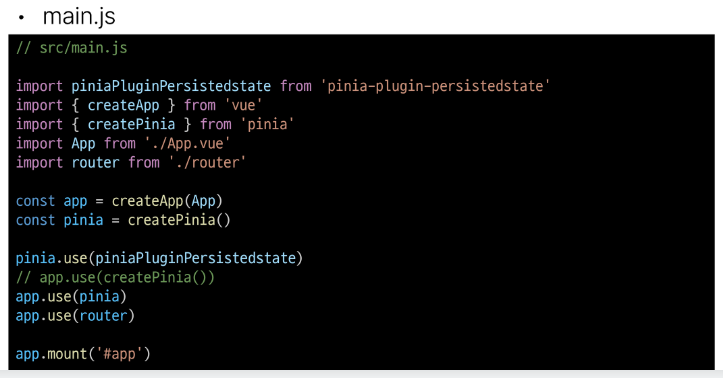 • main.js
// src/main.js
import piniaPluginPersistedstate from 'pinia-plugin-persistedstate'
import { createApp } from 'vue'
import { createPinia } from 'pinia'
import App from './App.vue'
import router from './router'
const app = createApp(App)
const pinia = createPinia()
pinia.use(piniaPluginPersistedstate)
// app.use(createPinia())
app.use(pinia)
app.use(router)
app.mount('#app')